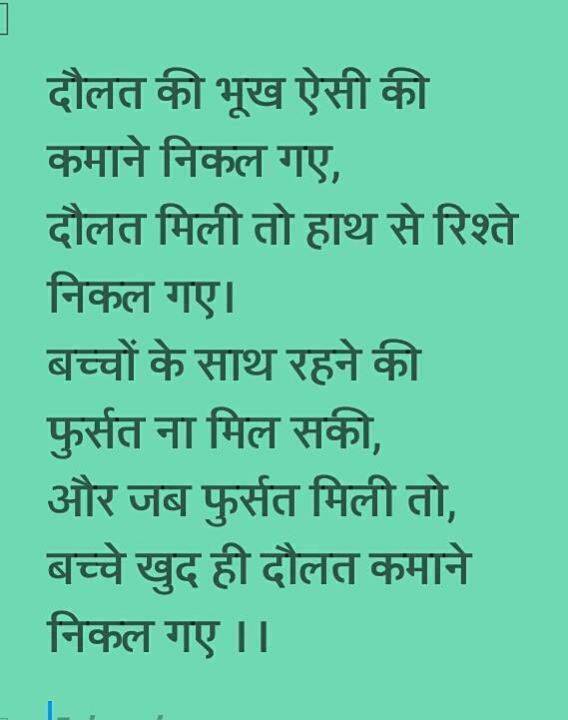 दौलत की भूख ऐसी की
कमाने निकल गए,
दौलत मिली तो हाथ से रिश्ते
निकल गए।
बच्चों के साथ रहने की
फुर्सत ना मिल सकी,
और जब फुर्सत मिली तो,
बच्चे खुद ही दौलत कमाने
निकल गए ।।